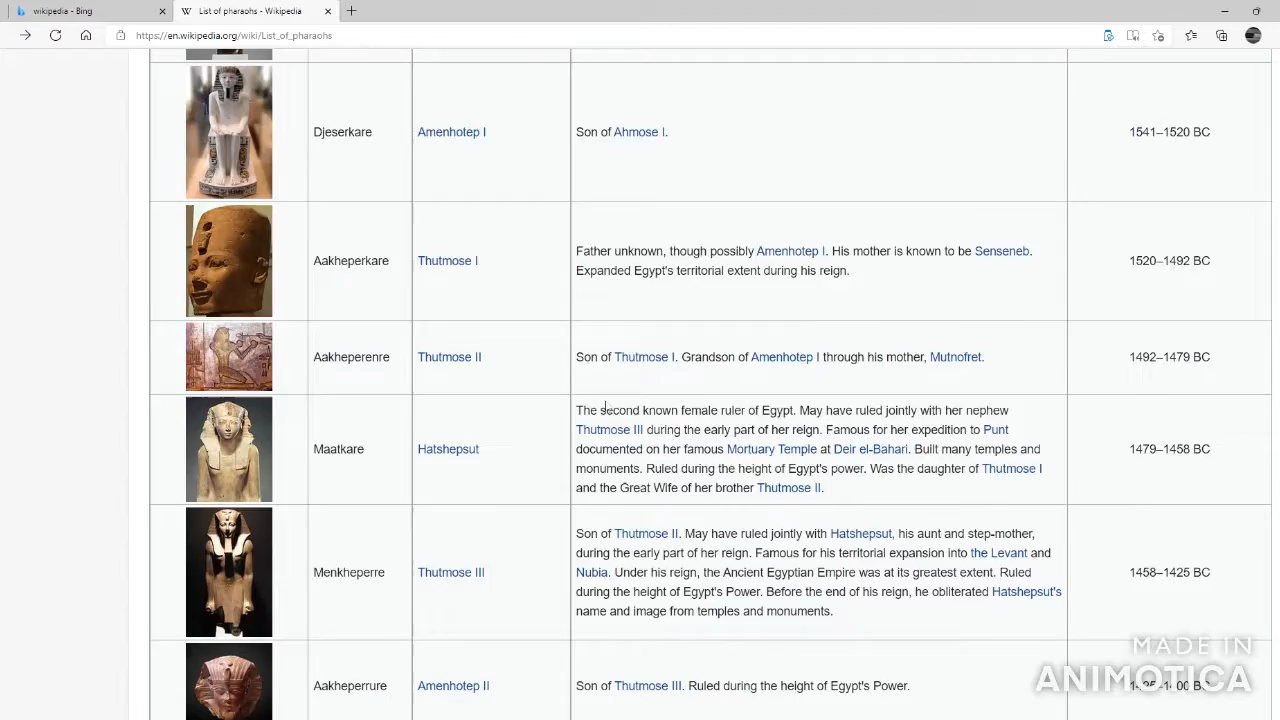 wikipedia - Bing
List of pharaohs - Wikipedia
https://en.wikipedia.org/wiki/List_of_pharaohs
Djeserkare
Amenhotep I
Son of Ahmose I.
1541–1520 BC
Aakheperkare
Thutmose I
Father unknown, though possibly Amenhotep I. His mother is known to be Senseneb.
Expanded Egypt's territorial extent during his reign.
1520–1492 BC
Aakheperenre
Thutmose II
Son of Thutmose I. Grandson of Amenhotep I through his mother, Mutnofret.
1492–1479 BC
Maatkare
Hatshepsut
The second known female ruler of Egypt. May have ruled jointly with her nephew
Thutmose III during the early part of her reign. Famous for her expedition to Punt
documented on her famous Mortuary Temple at Deir el-Bahari. Built many temples and
monuments. Ruled during the height of Egypt's power. Was the daughter of Thutmose I
and the Great Wife of her brother Thutmose II.
1479–1458 BC
Menkheperre
Thutmose III
Son of Thutmose II. May have ruled jointly with Hatshepsut, his aunt and step-mother,
during the early part of her reign. Famous for his territorial expansion into the Levant and
Nubia. Under his reign, the Ancient Egyptian Empire was at its greatest extent. Ruled
during the height of Egypt's Power. Before the end of his reign, he obliterated Hatshepsut's
name and image from temples and monuments.
1458–1425 BC
Aakheperrure
Amenhotep II
Son of Thutmose III. Ruled during the height of Egypt's Power.
MADE IN
ANIMOTICA